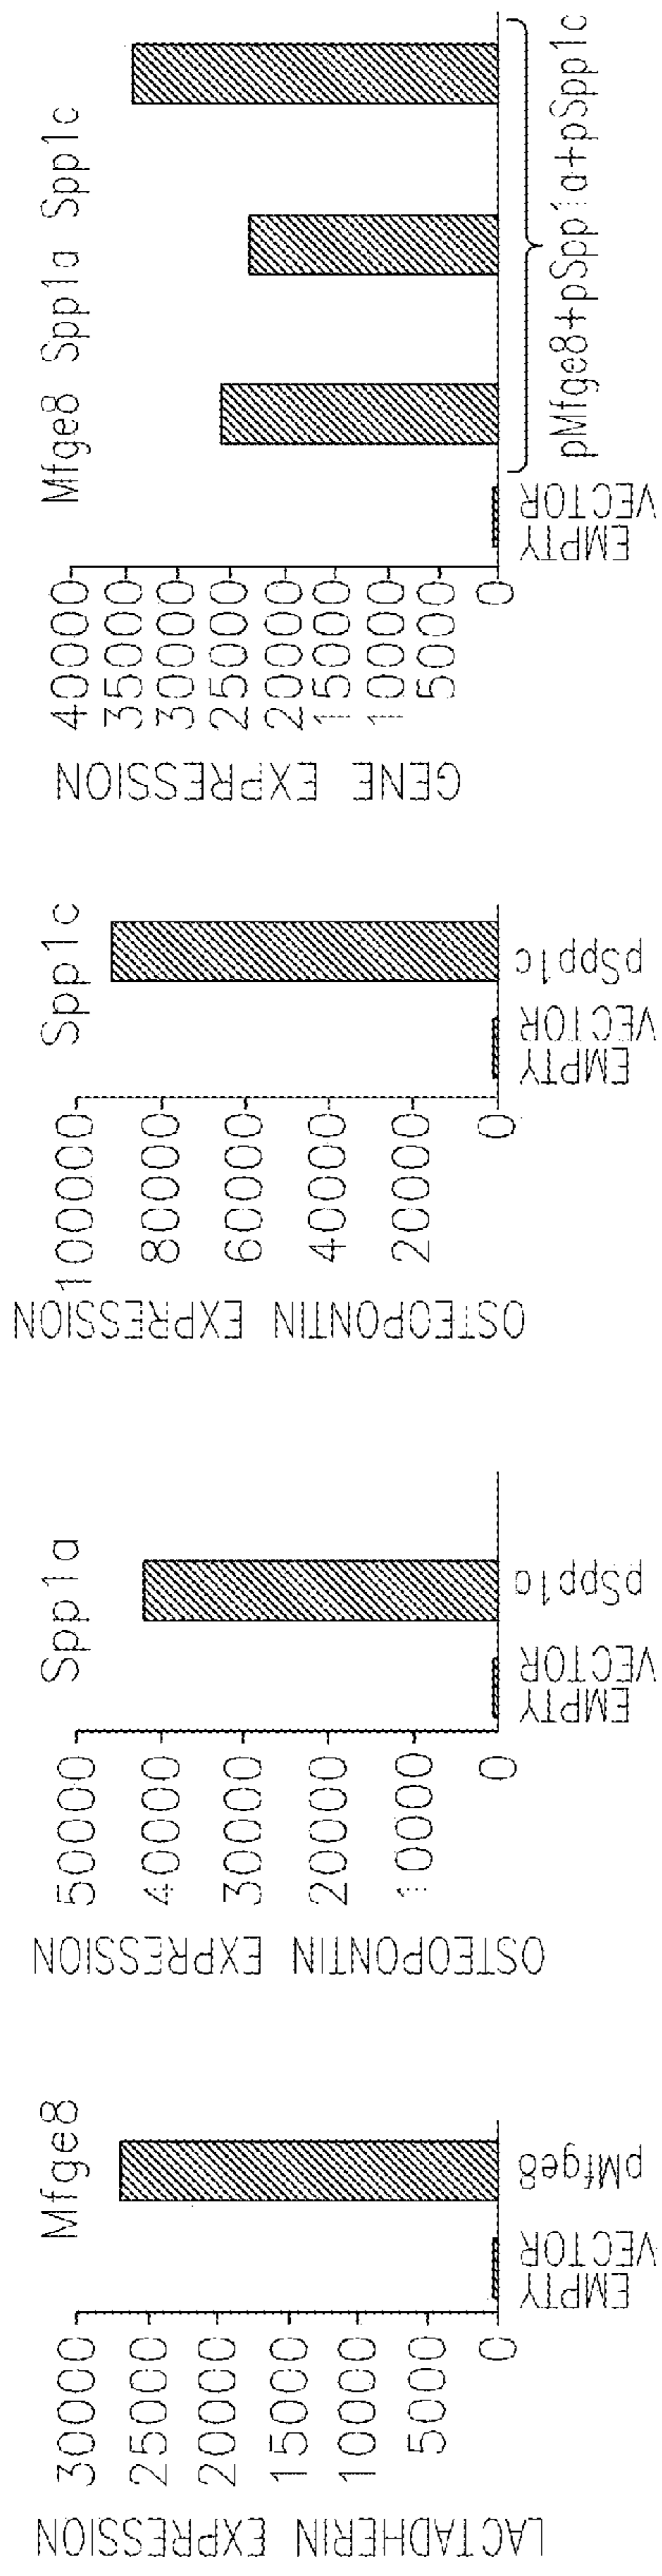 Mfge8
LACTADHERIN EXPRESSION
30000
25000
20000
15000
10000
5000
0
EMPTY
VECTOR
pMfge8
Spp1a
OSTEOPONTIN EXPRESSION
50000
40000
30000
20000
10000
0
EMPTY
VECTOR
pSpp1a
Spp1c
OSTEOPONTIN EXPRESSION
100000
80000
60000
40000
20000
0
EMPTY
VECTOR
pSpp1c
Mfge8 Spp1a Spp1c
GENE EXPRESSION
40000
35000
30000
25000
20000
15000
10000
5000
0
EMPTY
VECTOR
pMfge8+pSpp1a+pSpp1c